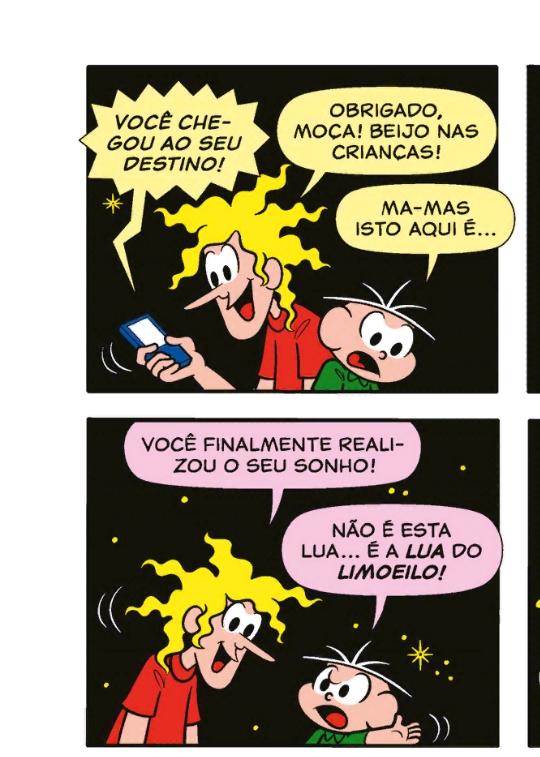 VOCÊ CHE-
GOU AO SEU
DESTINO!
OBRIGADO,
MOÇA! BEIJO NAS
CRIANÇAS!
MA-MAS
ISTO AQUI É...
VOCÊ FINALMENTE REALI-
ZOU O SEU SONHO!
NÃO É ESTA
LUA... É A LUA DO
LIMOEILO!